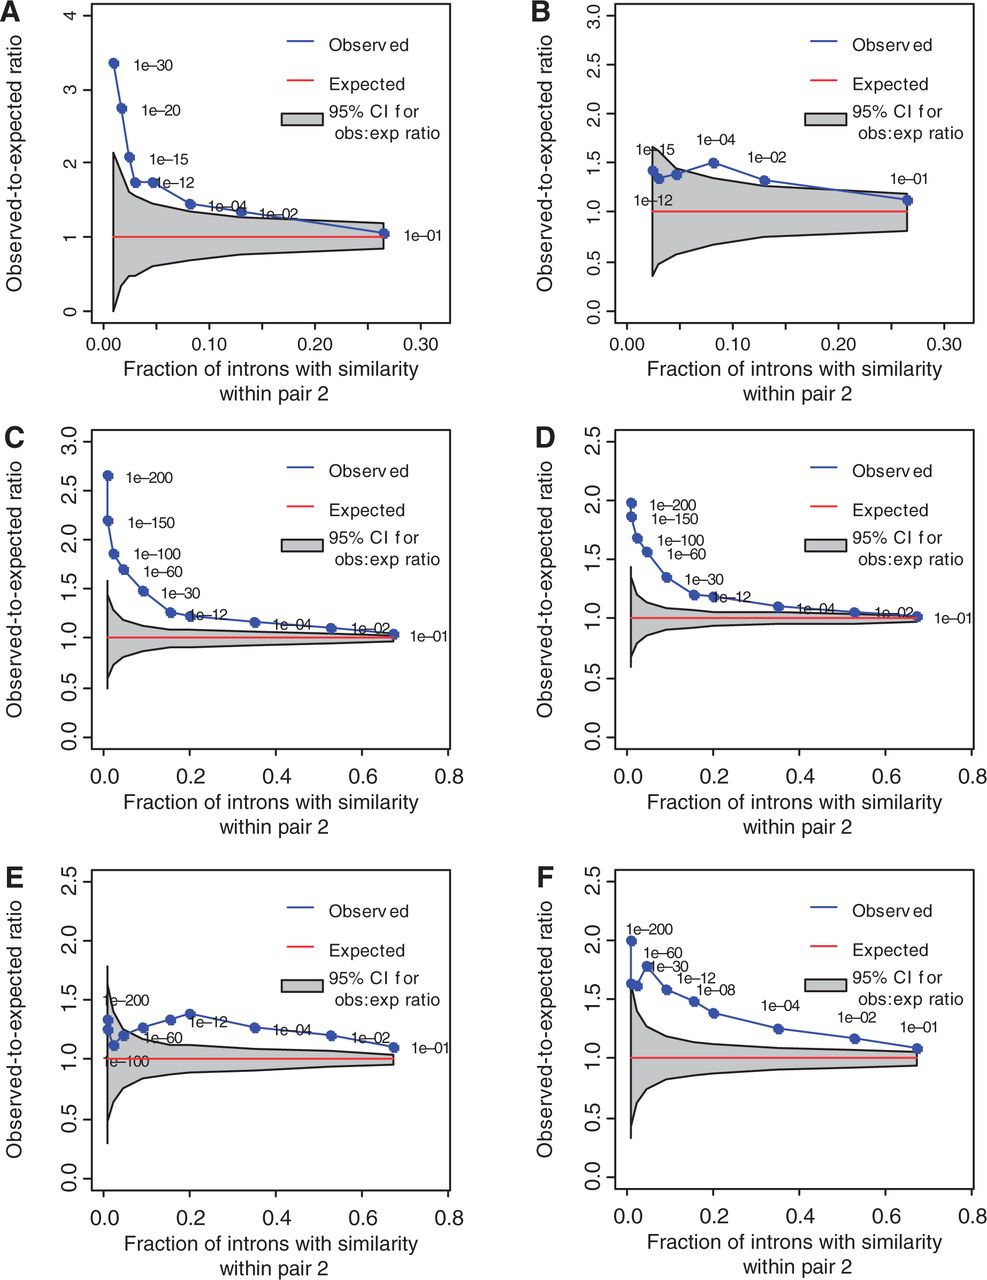 A
Observed-to-expected ratio
4
3
2
1
0
Observed
Expected
95% CI for
obs:exp ratio
1e–30
1e–20
1e–15
1e–12
1e–04
1e–02
1e–01
0.00
0.10
0.20
0.30
Fraction of introns with similarity
within pair 2
B
Observed-to-expected ratio
3.0
2.5
2.0
1.5
1.0
0.5
0.0
Observed
Expected
95% CI for
obs:exp ratio
1e–15
1e–04
1e–02
1e–01
1e–12
0.00
0.10
0.20
0.30
Fraction of introns with similarity
within pair 2
C
Observed-to-expected ratio
3.0
2.5
2.0
1.5
1.0
0.5
0.0
Observed
Expected
95% CI for
obs:exp ratio
1e–200
1e–150
1e–100
1e–60
1e–30
1e–12
1e–04
1e–02
1e–01
0.0
0.2
0.4
0.6
0.8
Fraction of introns with similarity
within pair 2
D
Observed-to-expected ratio
2.5
2.0
1.5
1.0
0.5
0.0
Observed
Expected
95% CI for
obs:exp ratio
1e–200
1e–150
1e–100
1e–60
1e–30
1e–12
1e–04
1e–02
1e–01
0.0
0.2
0.4
0.6
0.8
Fraction of introns with similarity
within pair 2
E
Observed-to-expected ratio
2.5
2.0
1.5
1.0
0.5
0.0
Observed
Expected
95% CI for
obs:exp ratio
1e–200
1e–12
1e–60
1e–04
1e–02
1e–01
1e–100
0.0
0.2
0.4
0.6
0.8
Fraction of introns with similarity
within pair 2
F
Observed-to-expected ratio
2.5
2.0
1.5
1.0
0.5
0.0
Observed
Expected
95% CI for
obs:exp ratio
1e–200
1e–60
1e–30
1e–12
1e–08
1e–04
1e–02
1e–01
0.0
0.2
0.4
0.6
0.8
Fraction of introns with similarity
within pair 2